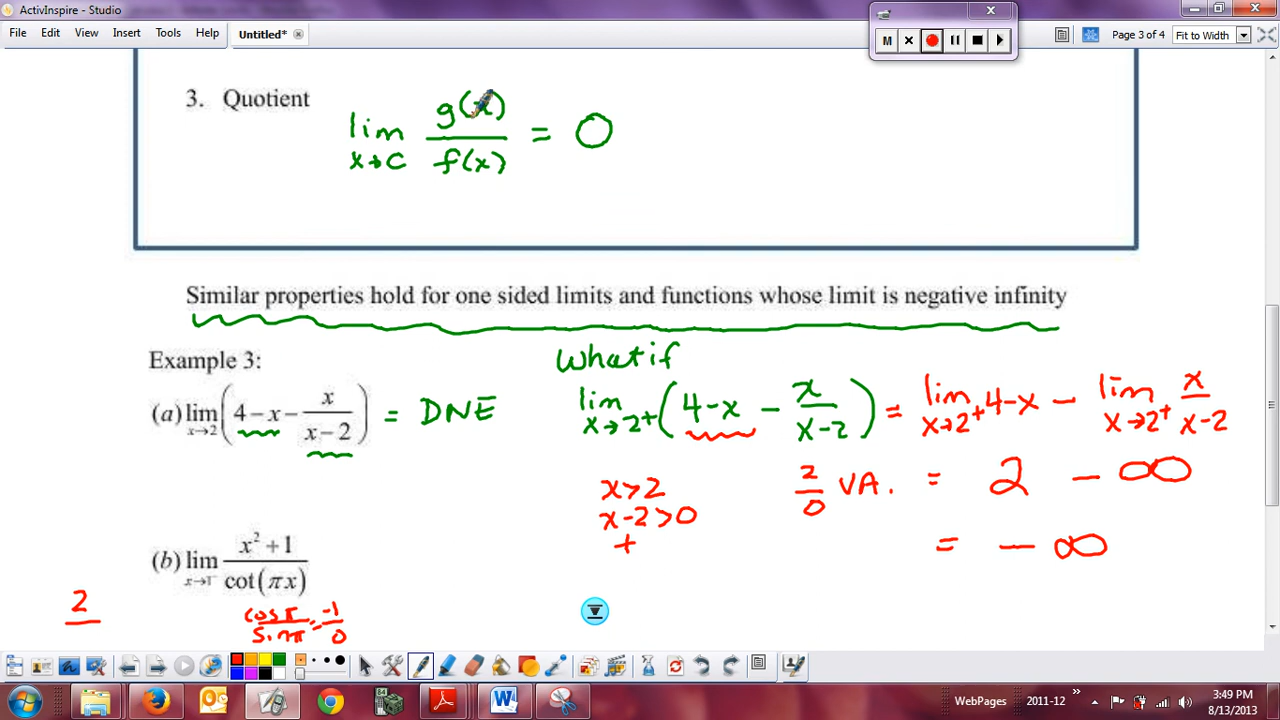 ActivInspire - Studio
File Edit View Insert Tools Help Untitled* Page 3 of 4 Fit to Width
M
3. Quotient lim x→c g(x)/f(x) = 0
Similar properties hold for one sided limits and functions whose limit is negative infinity
Example 3:
What if
(a) lim x→2 (4-x - x/(x-2)) = DNE
lim x→2+ (4-x - x/(x-2)) = lim x→2+ 4-x - lim x→2+ x/(x-2)
x>2
x-2>0
+
2/0 VA. = 2 - ∞
= - ∞
(b) lim x→1⁻ (x²+1)/cot(πx)
2
cos π/sin π = -1/0
WebPages 2011-12 »
3:49 PM
8/13/2013